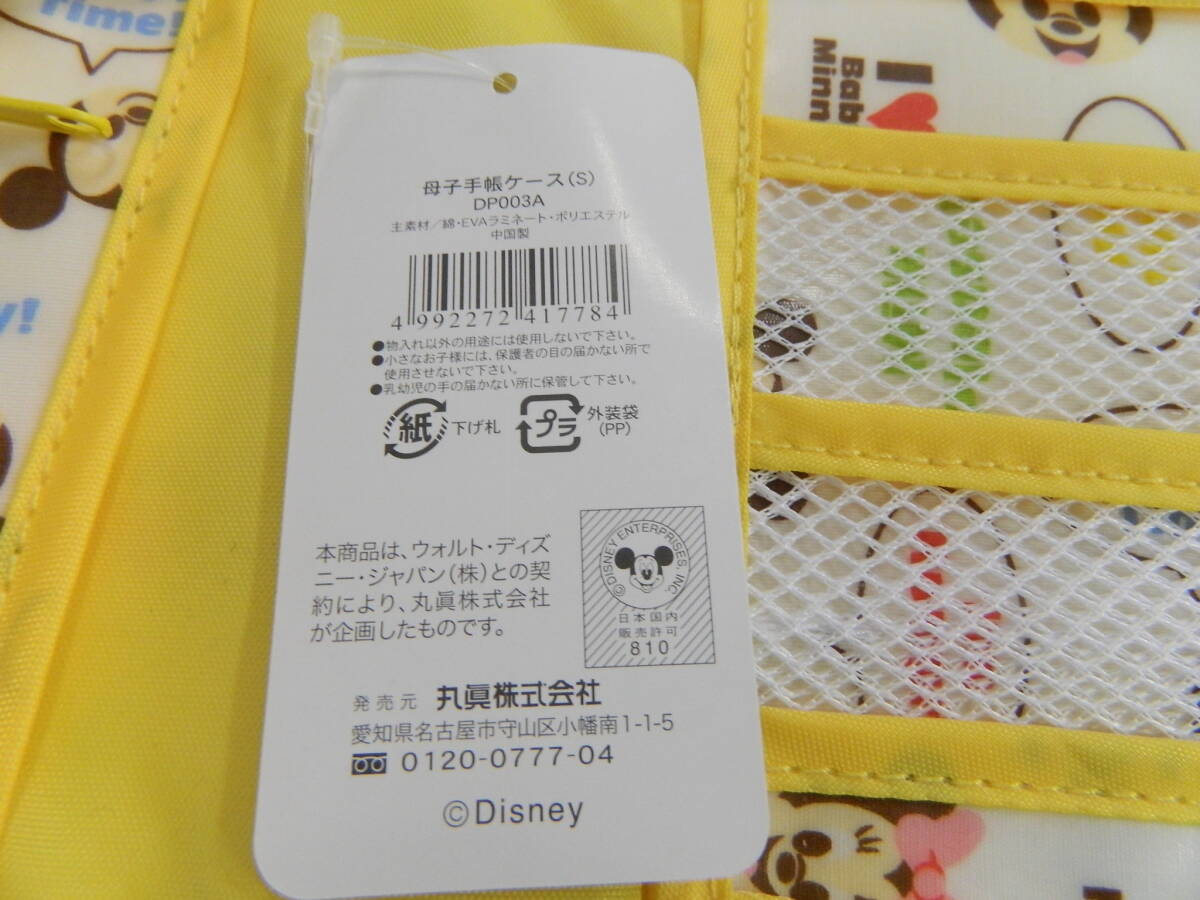 rime!
y!
I
Bab
Minn
母子手帳ケース(S)
DP003A
主素材/綿・EVAラミネート・ポリエステル
中国製
4 992272 417784
●物入れ以外の用途には使用しないで下さい。
●小さなお子様には、保護者の目の届かない所で
使用させないで下さい。
●乳幼児の手の届かない所に保管して下さい。
紙 下げ札
プラ 外装袋
(PP)
本商品は、ウォルト・ディズ
ニー・ジャパン(株)との契
約により、丸眞株式会社
が企画したものです。
©DISNEY ENTERPRISES, INC.
日本国内
販売許可
810
発売元 丸眞株式会社
愛知県名古屋市守山区小幡南1-1-5
0120-0777-04
©Disney